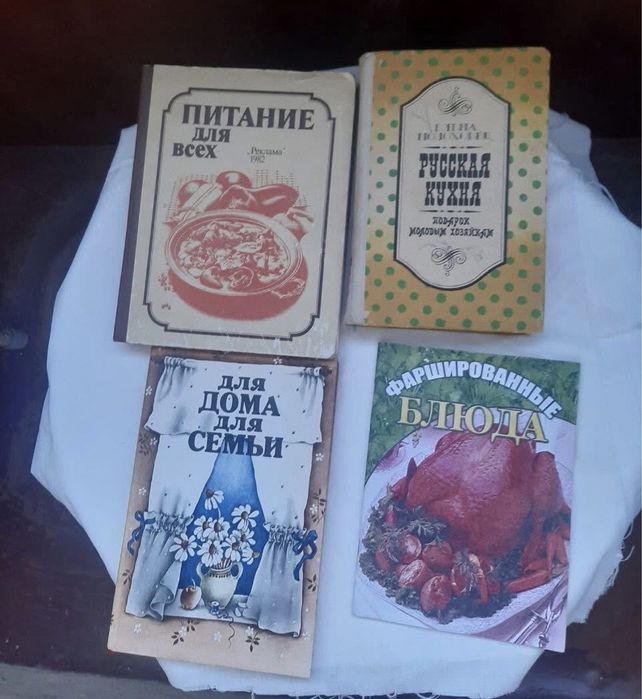 ПИТАНИЕ
для
всех
„Реклама"
1982
ЕЛЕНА
МОЛОХОВЕЦ
РУССКАЯ
КУХНЯ
ПОДАРОК
МОЛОДЫМ ХОЗЯЙКАМ
ДЛЯ
ДОМА
ДЛЯ
СЕМЬИ
ФАРШИРОВАННЫЕ
БЛЮДА